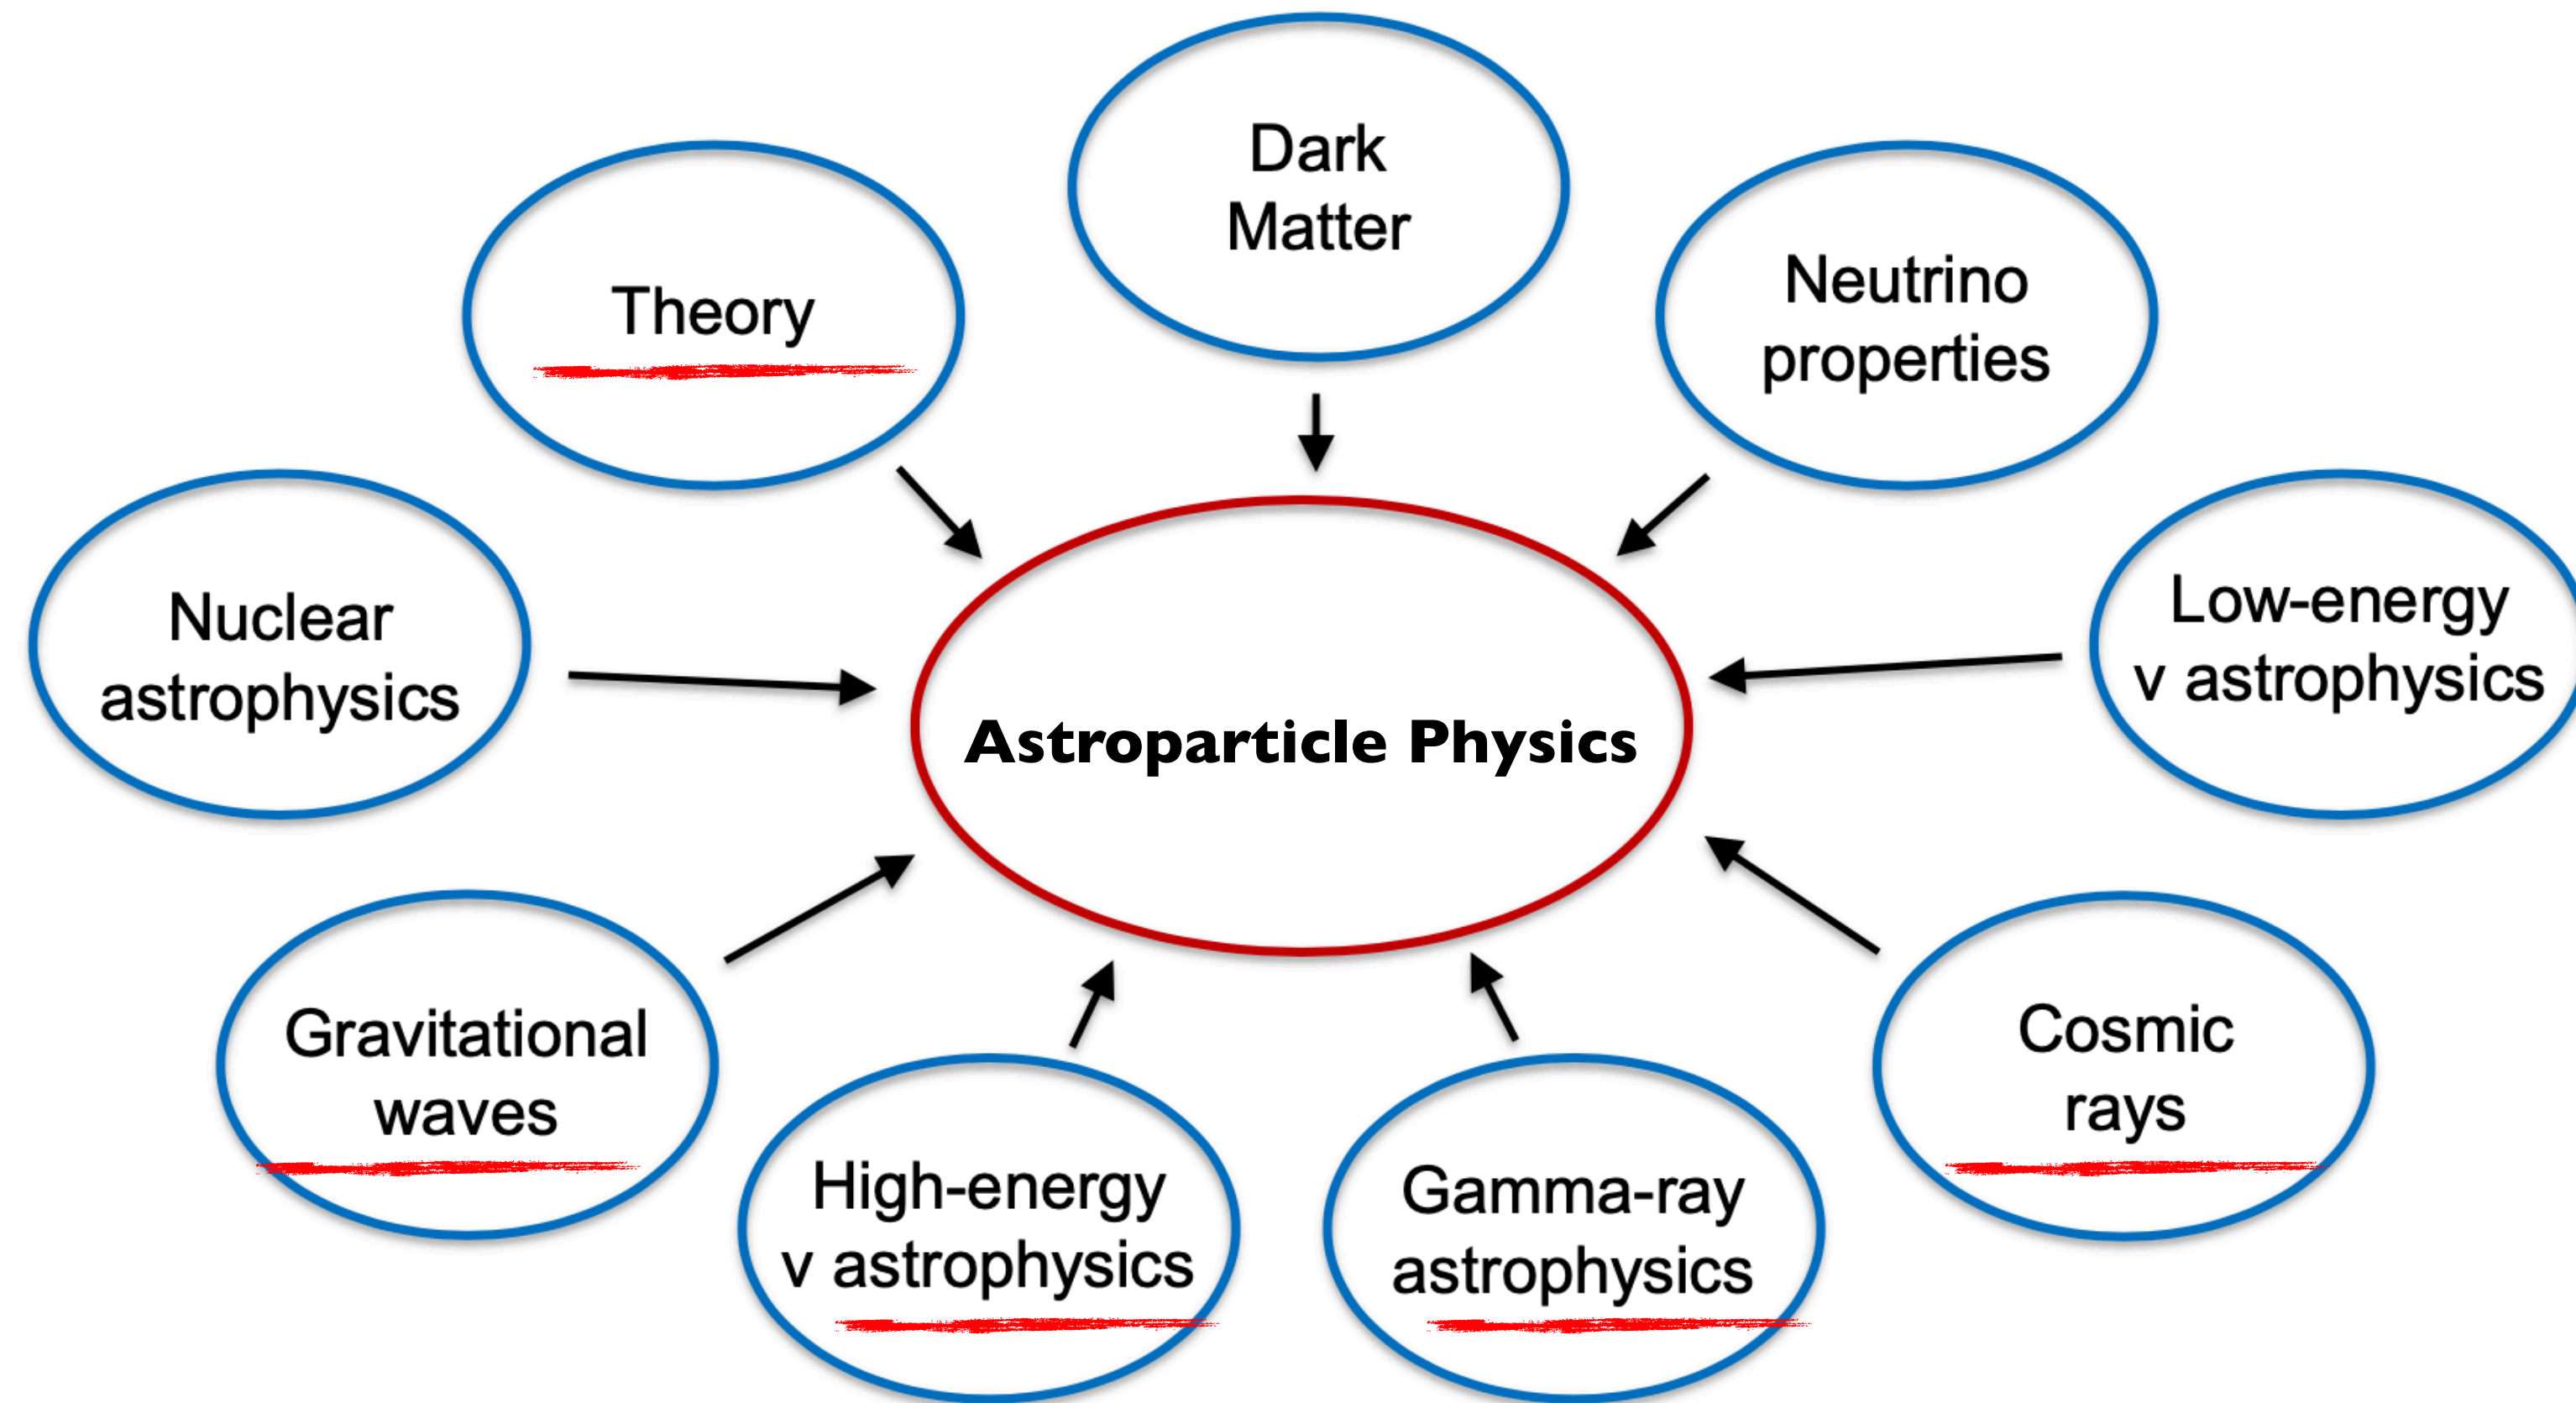 Dark
Matter
Theory
Neutrino
properties
Nuclear
astrophysics
Low-energy
v astrophysics
Astroparticle Physics
Gravitational
waves
Cosmic
rays
High-energy
v astrophysics
Gamma-ray
astrophysics